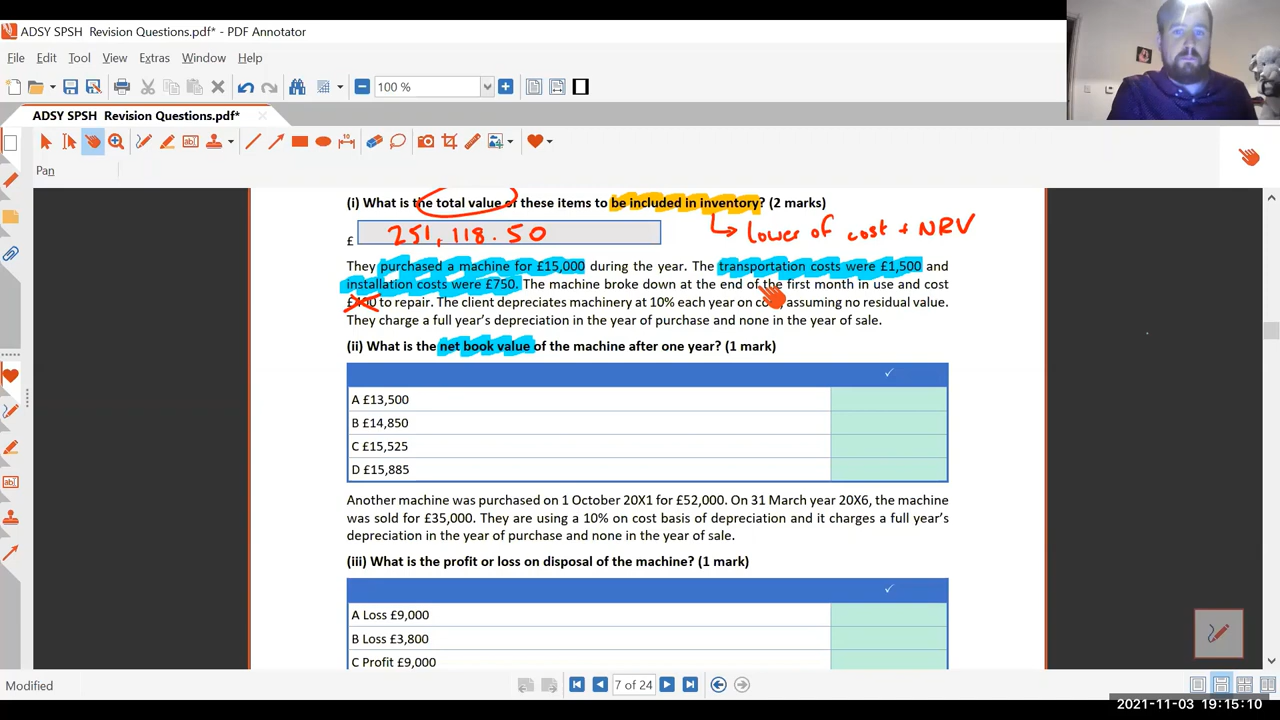 ADSY SPSH Revision Questions.pdf* - PDF Annotator
File Edit Tool View Extras Window Help
100 %
ADSY SPSH Revision Questions.pdf*
10
Pan
(i) What is the total value of these items to be included in inventory? (2 marks)
£ 251,118.50
lower of cost + NRV
They purchased a machine for £15,000 during the year. The transportation costs were £1,500 and
installation costs were £750. The machine broke down at the end of the first month in use and cost
£400 to repair. The client depreciates machinery at 10% each year on cost, assuming no residual value.
They charge a full year's depreciation in the year of purchase and none in the year of sale.
(ii) What is the net book value of the machine after one year? (1 mark)
✓
A £13,500
B £14,850
C £15,525
D £15,885
Another machine was purchased on 1 October 20X1 for £52,000. On 31 March year 20X6, the machine
was sold for £35,000. They are using a 10% on cost basis of depreciation and it charges a full year's
depreciation in the year of purchase and none in the year of sale.
(iii) What is the profit or loss on disposal of the machine? (1 mark)
✓
A Loss £9,000
B Loss £3,800
C Profit £9,000
Modified
7 of 24
2021-11-03 19:15:10